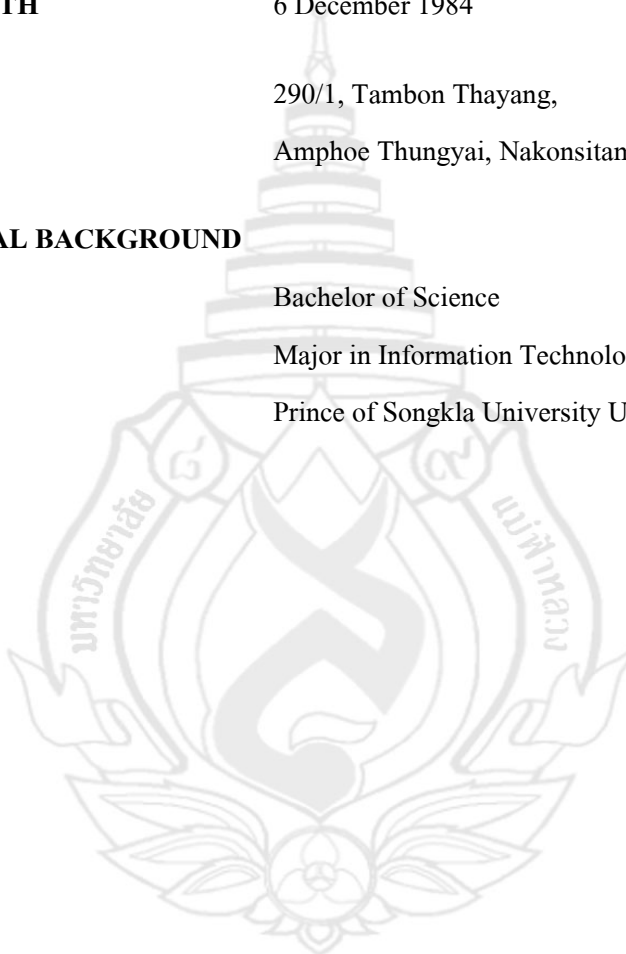 TH 6 December 1984
290/1, Tambon Thayang,
Amphoe Thungyai, Nakonsitan
AL BACKGROUND
Bachelor of Science
Major in Information Technolo
Prince of Songkla University U
๘ ๙
มหาวิทยาลัย แม่ฟ้าหลวง